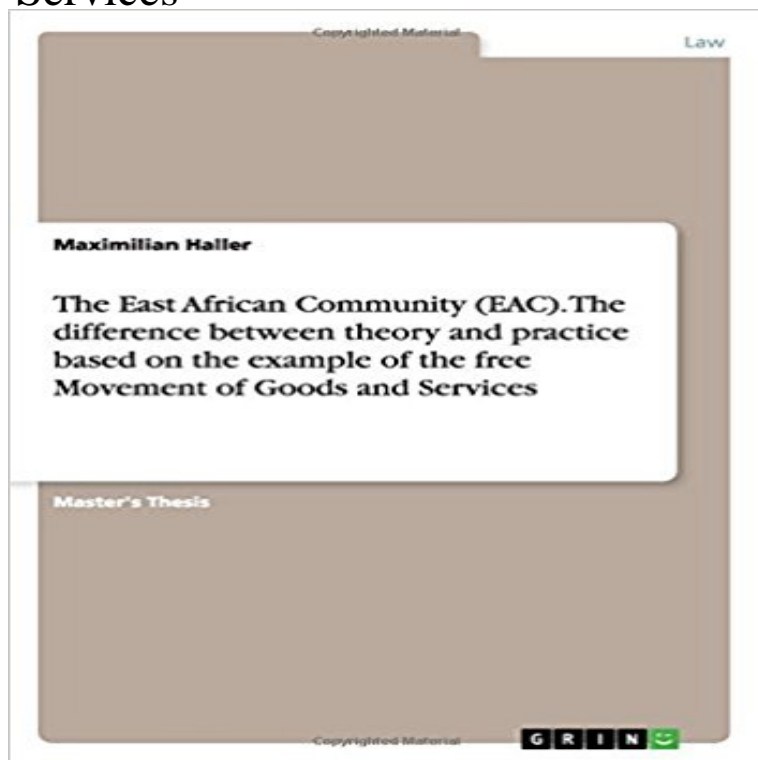 Services
Copyrighted Material
Law
Maximilian Haller
The East African Community (EAC). The
difference between theory and practice
based on the example of the free
Movement of Goods and Services
Master's Thesis
Copyrighted Material
GRIN